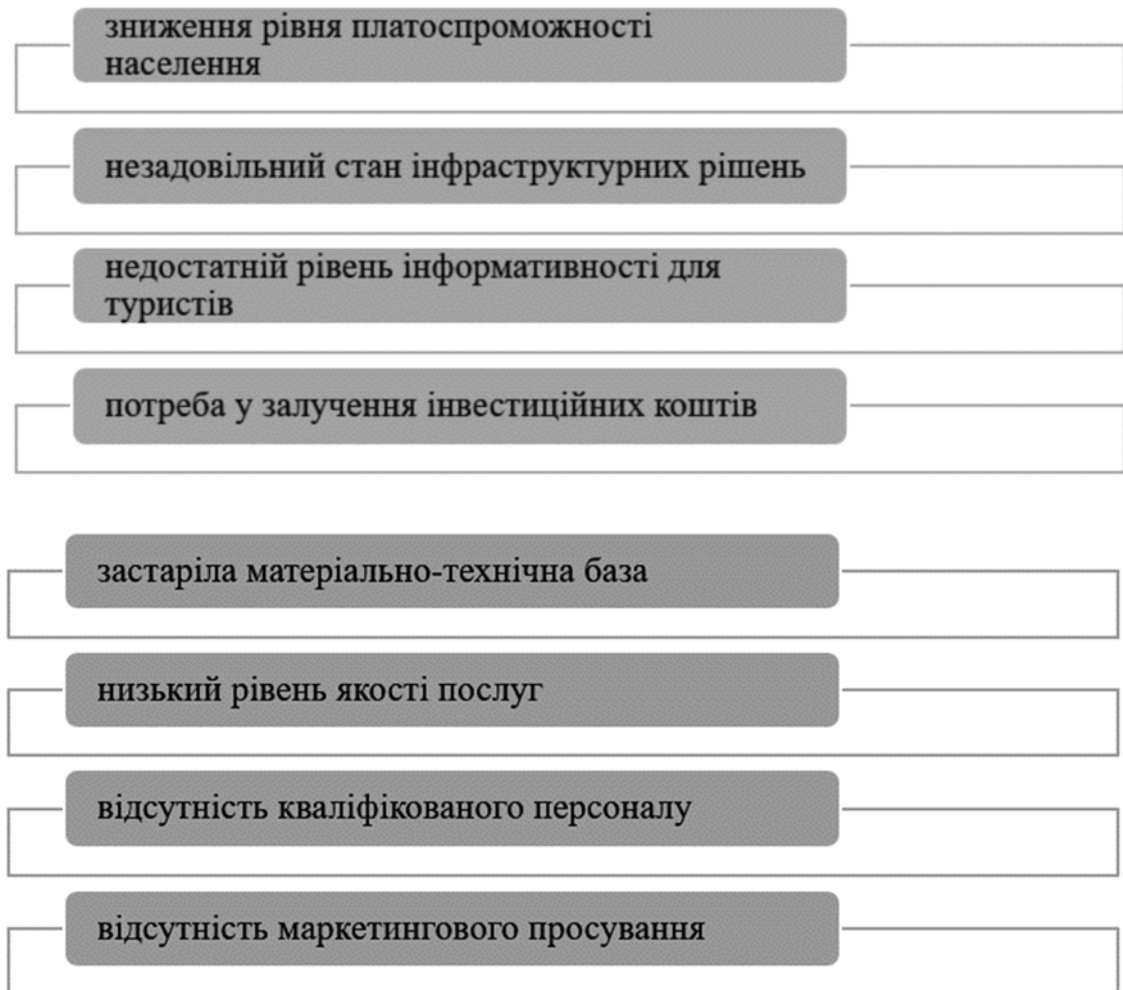 зниження рівня платоспроможності
населення
незадовільний стан інфраструктурних рішень
недостатній рівень інформативності для
туристів
потреба у залучення інвестиційних коштів
застаріла матеріально-технічна база
низький рівень якості послуг
відсутність кваліфікованого персоналу
відсутність маркетингового просування